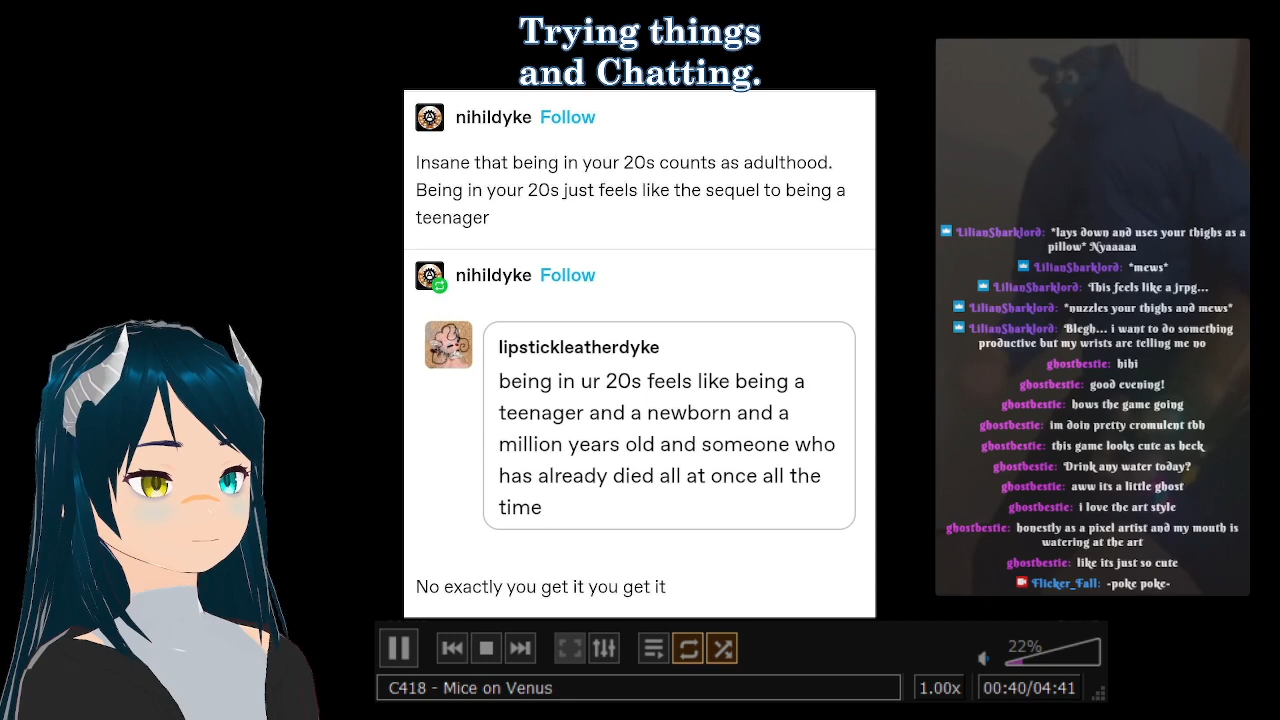 Trying things
and Chatting.
nihildyke Follow
Insane that being in your 20s counts as adulthood.
Being in your 20s just feels like the sequel to being a
teenager
nihildyke Follow
lipstickleatherdyke
being in ur 20s feels like being a
teenager and a newborn and a
million years old and someone who
has already died all at once all the
time
No exactly you get it you get it
LilianSharklord: *lays down and uses your thighs as a
pillow* Nyaaaaa
LilianSharklord: *mews*
LilianSharklord: This feels like a jrpg...
LilianSharklord: *nuzzles your thighs and mews*
LilianSharklord: Blegh... i want to do something
productive but my wrists are telling me no
ghostbestie: hihi
ghostbestie: good evening!
ghostbestie: hows the game going
ghostbestie: im doin pretty cromulent tbh
ghostbestie: this game looks cute as heck
ghostbestie: Drink any water today?
ghostbestie: aww its a little ghost
ghostbestie: i love the art style
ghostbestie: honestly as a pixel artist and my mouth is
watering at the art
ghostbestie: like its just so cute
Flicker_Fall: -poke poke-
22%
C418 - Mice on Venus
1.00x
00:40/04:41